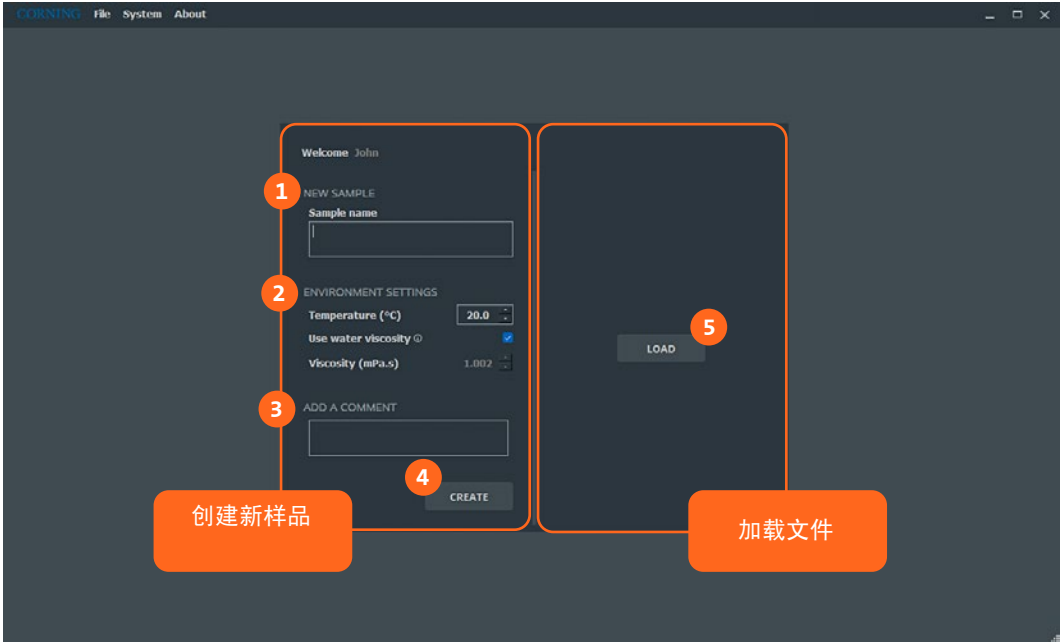 CORNING File System About
Welcome John
1
NEW SAMPLE
Sample name
2
ENVIRONMENT SETTINGS
Temperature (°C) 20.0
Use water viscosity
Viscosity (mPa.s) 1.002
3
ADD A COMMENT
4
CREATE
创建新样品
5
LOAD
加载文件